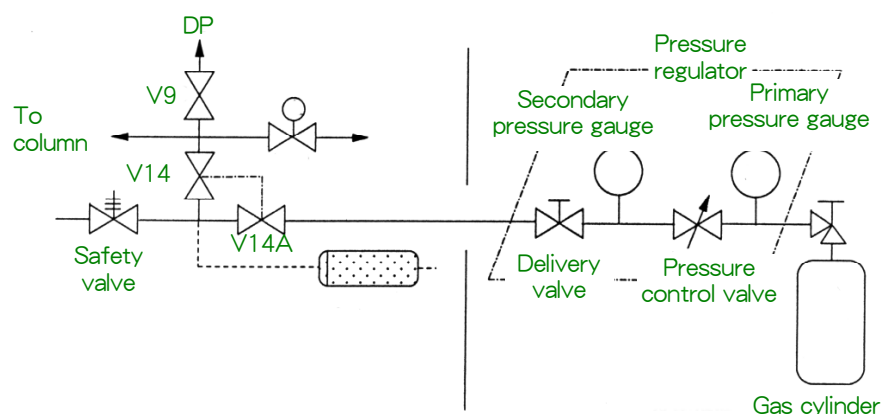 DP
V9
To
column
V14
V14A
Safety
valve
Pressure
regulator
Secondary
pressure gauge
Primary
pressure gauge
Delivery
valve
Pressure
control valve
Gas cylinder